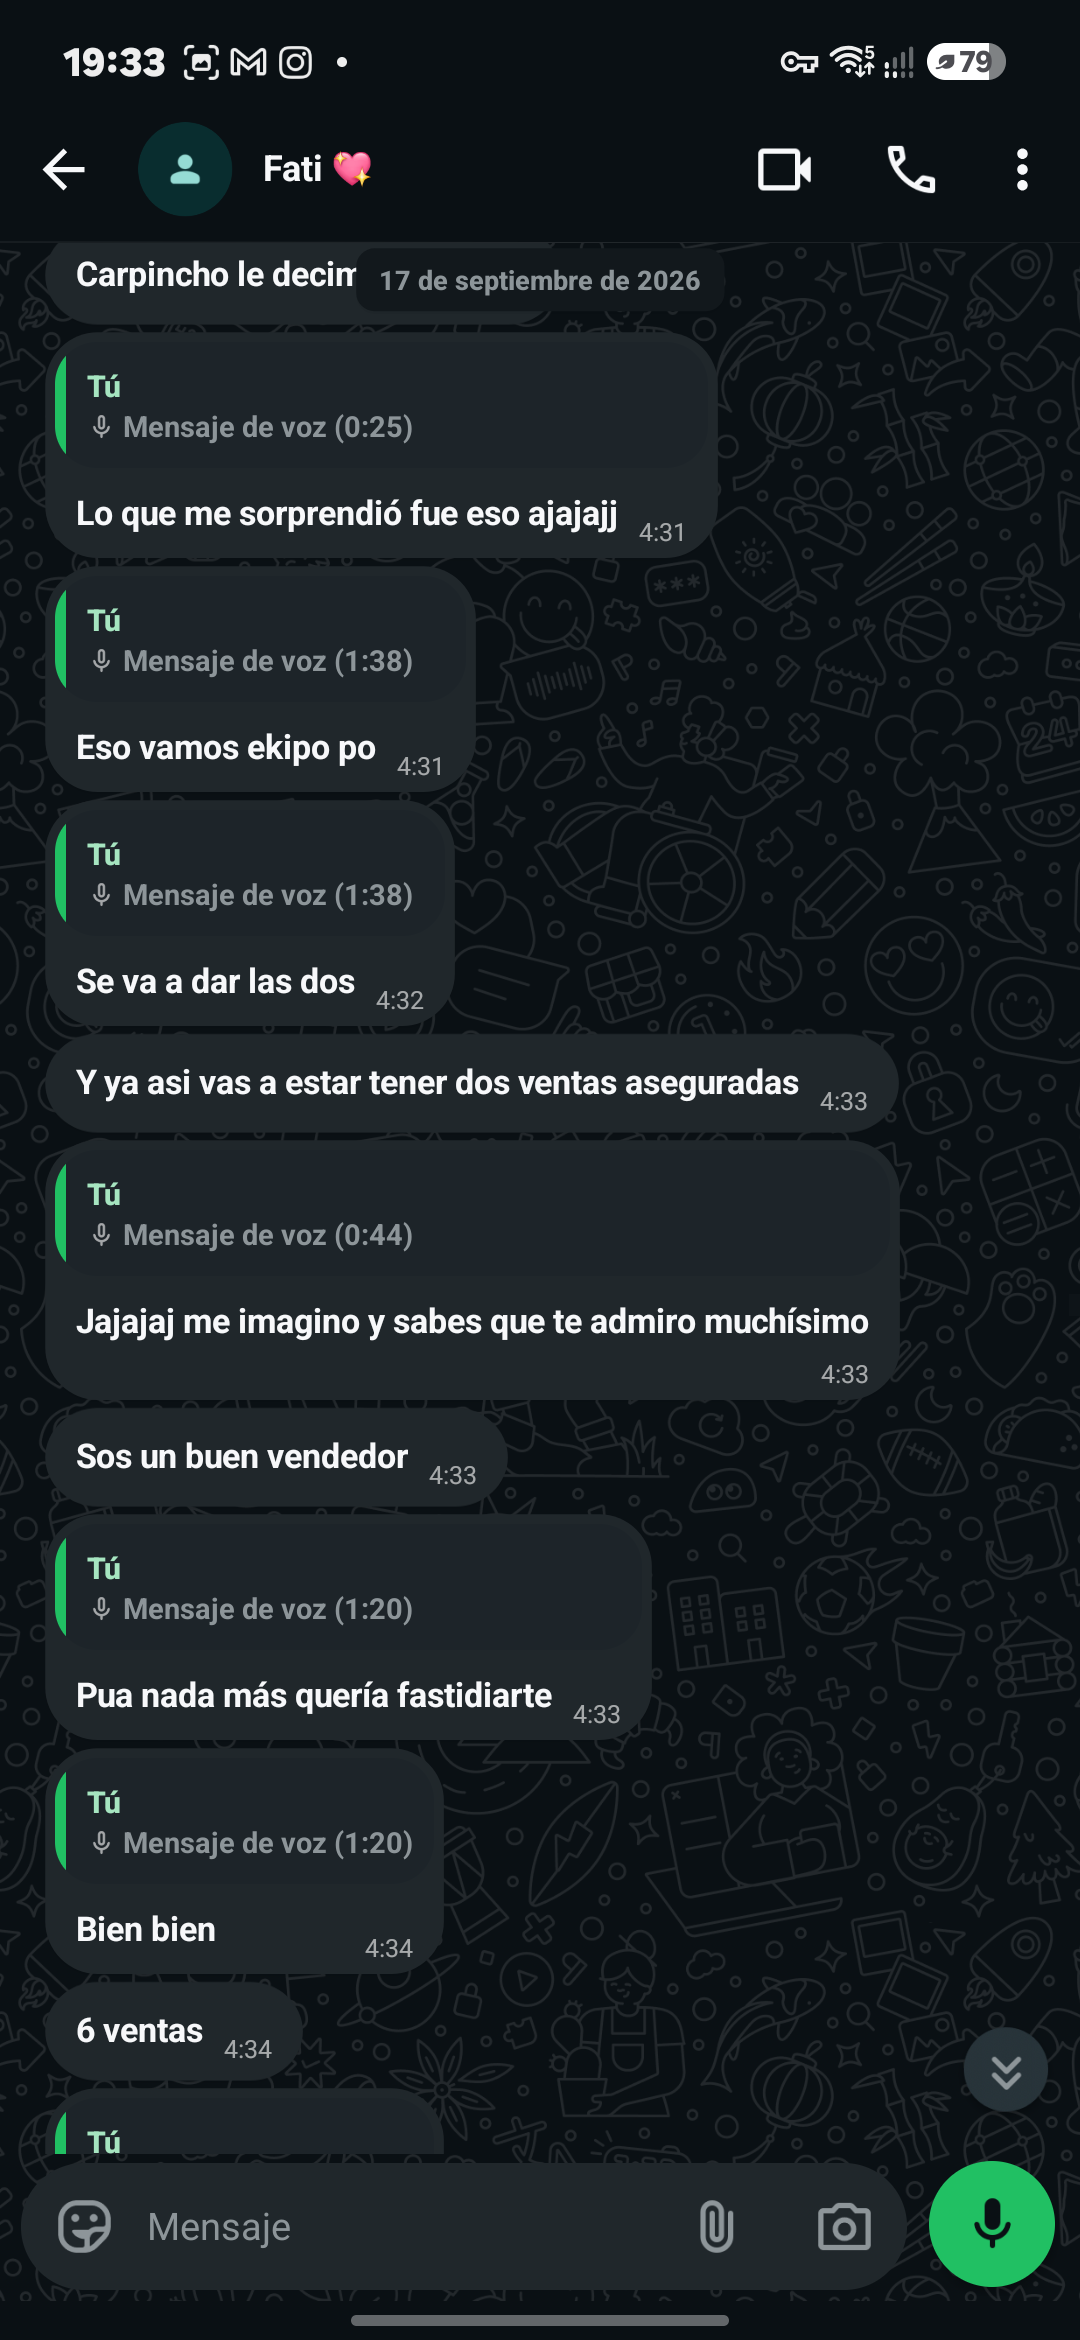 19:33
5
79
Fati 💖
Carpincho le decim
17 de septiembre de 2026
Tú
Mensaje de voz (0:25)
Lo que me sorprendió fue eso ajajajj 4:31
Tú
Mensaje de voz (1:38)
Eso vamos ekipo po 4:31
Tú
Mensaje de voz (1:38)
Se va a dar las dos 4:32
Y ya asi vas a estar tener dos ventas aseguradas 4:33
Tú
Mensaje de voz (0:44)
Jajajaj me imagino y sabes que te admiro muchísimo
4:33
Sos un buen vendedor 4:33
Tú
Mensaje de voz (1:20)
Pua nada más quería fastidiarte 4:33
Tú
Mensaje de voz (1:20)
Bien bien 4:34
6 ventas 4:34
Tú
Mensaje